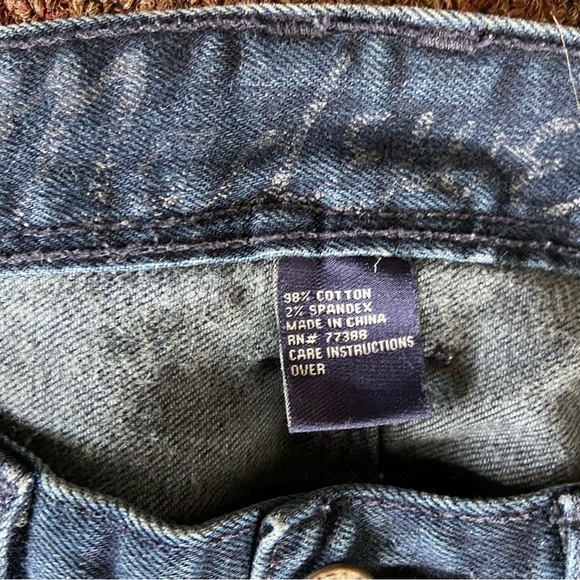 98% COTTON
2% SPANDEX
MADE IN CHINA
RN# 77388
CARE INSTRUCTIONS
OVER